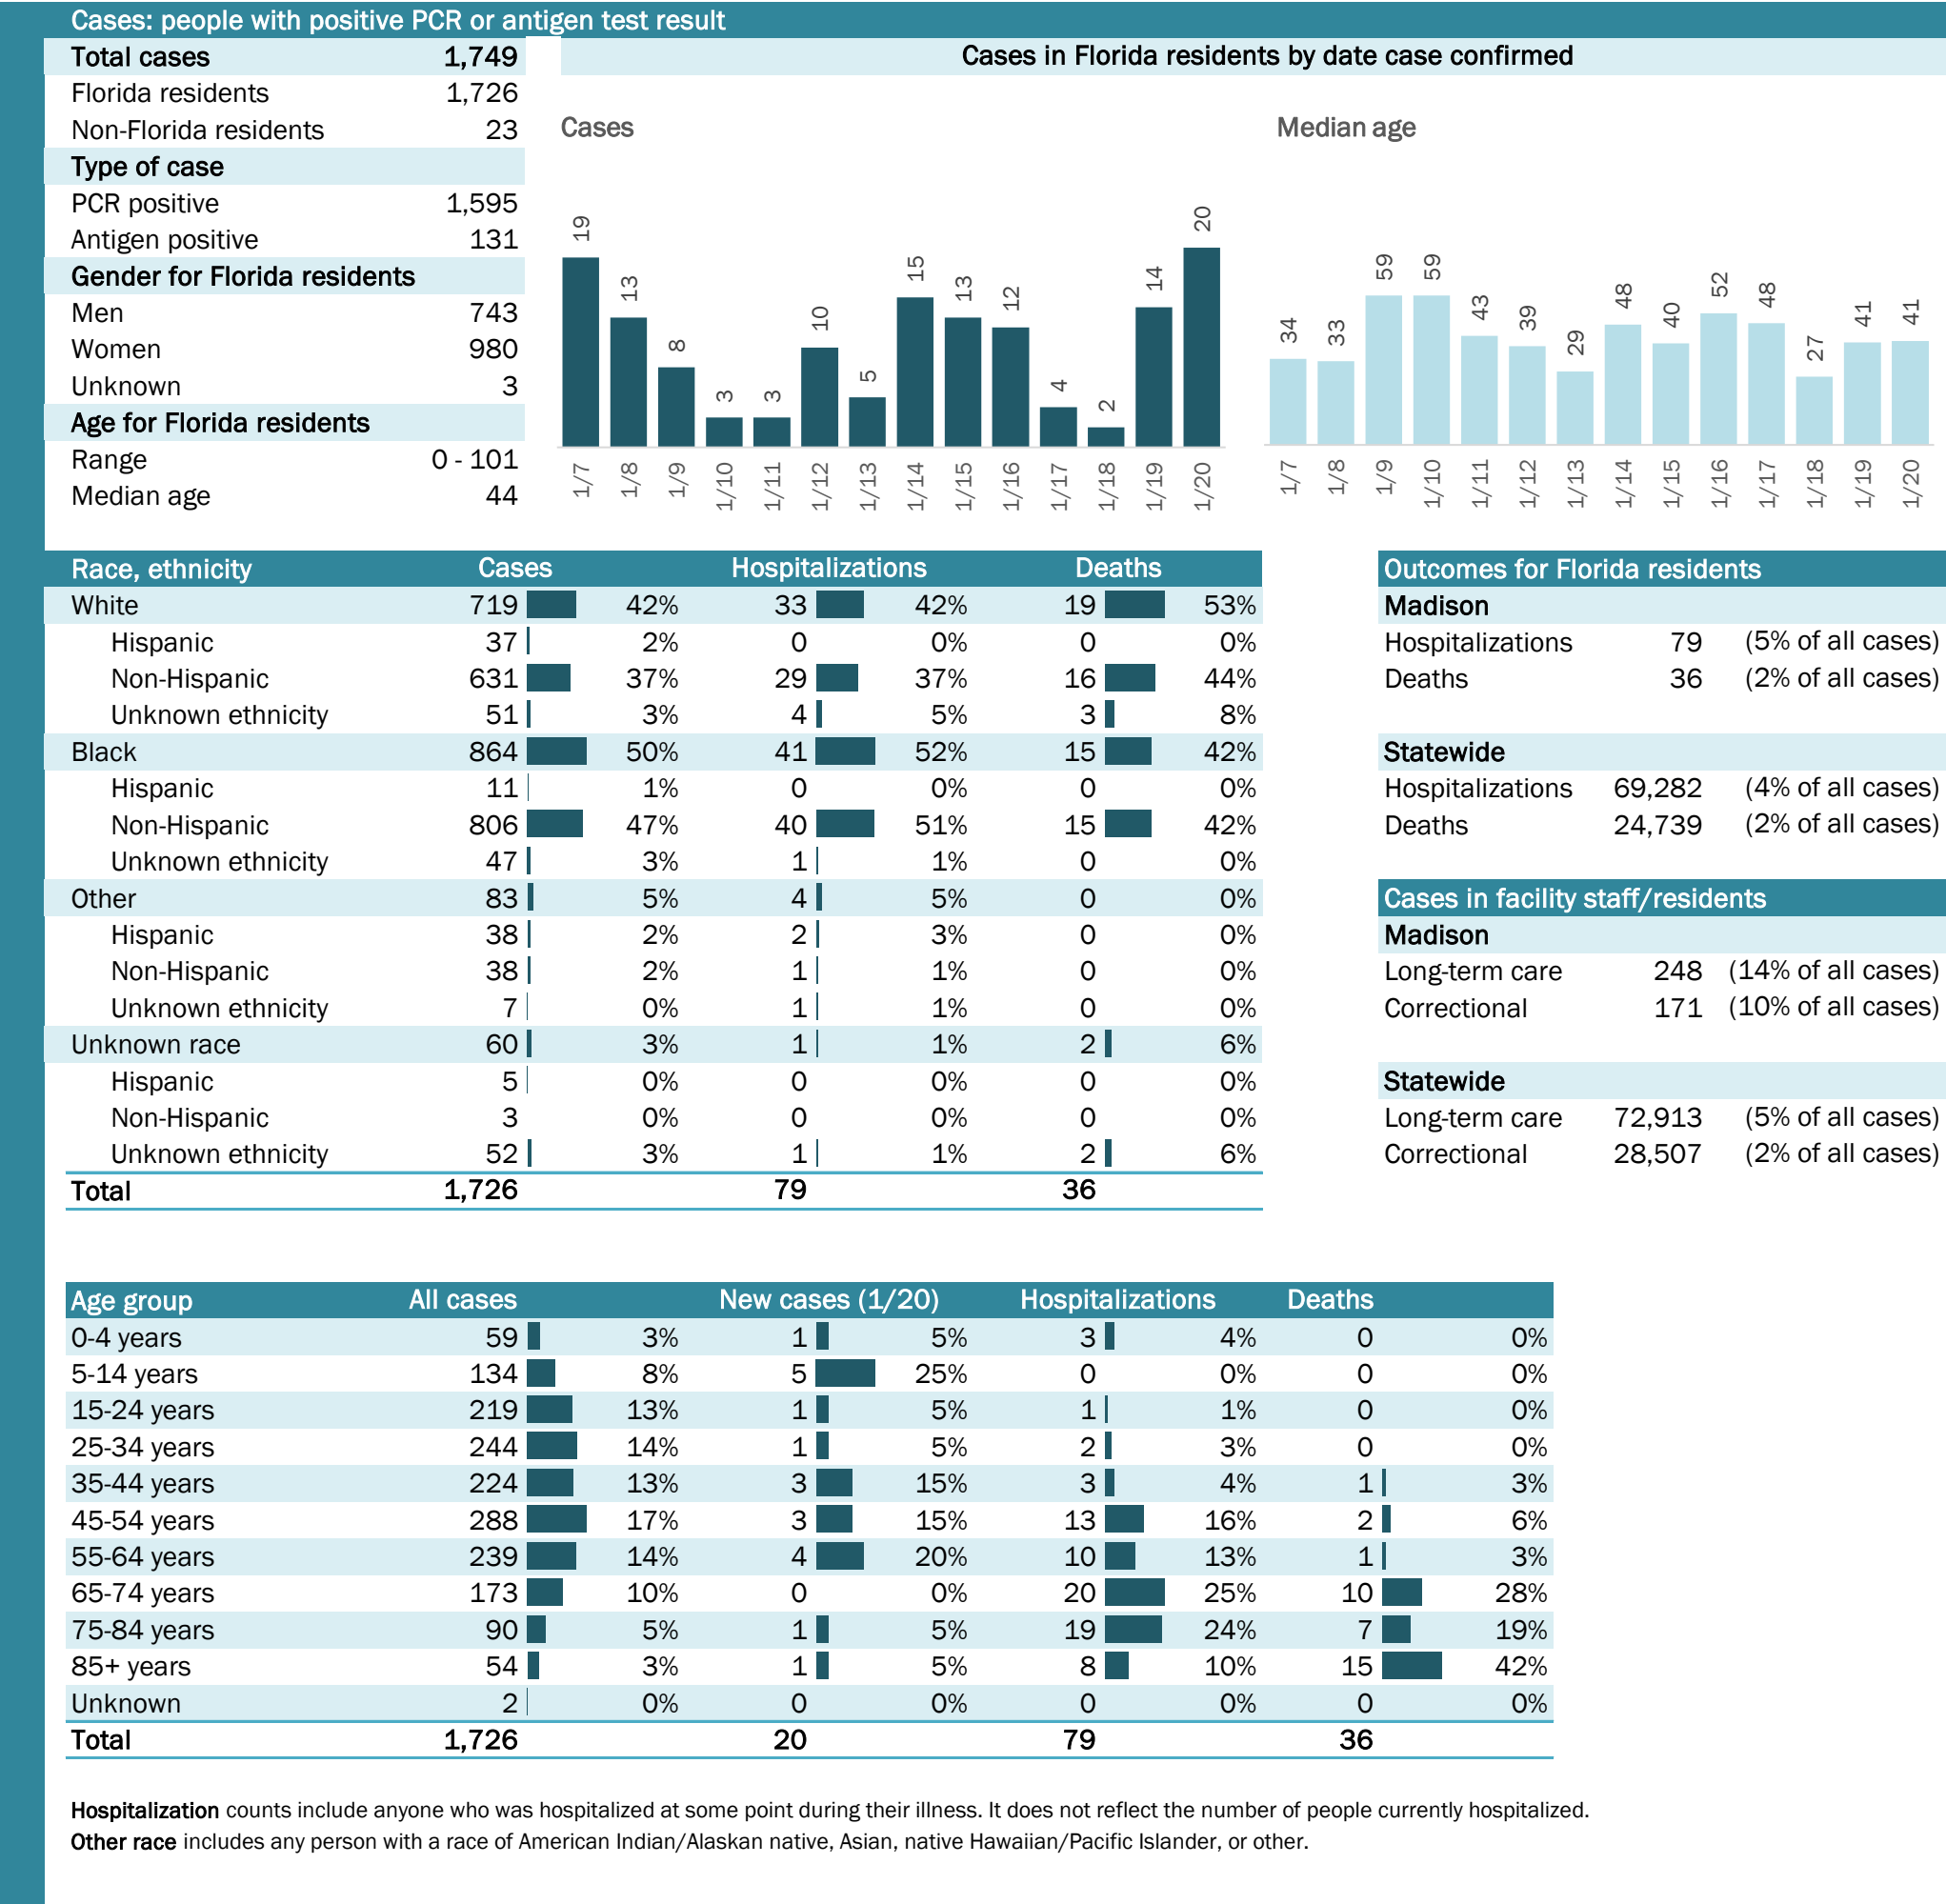 Cases: people with positive PCR or antigen test result
Total cases 1,749
Florida residents 1,726
Non-Florida residents 23
Type of case
PCR positive 1,595
Antigen positive 131
Gender for Florida residents
Men 743
Women 980
Unknown 3
Age for Florida residents
Range 0 - 101
Median age 44
Cases in Florida residents by date case confirmed
Cases
19 13 8 3 3 10 5 15 13 12 4 2 14 20
1/7 1/8 1/9 1/10 1/11 1/12 1/13 1/14 1/15 1/16 1/17 1/18 1/19 1/20
Median age
34 33 59 59 43 39 29 48 40 52 48 27 41 41
1/7 1/8 1/9 1/10 1/11 1/12 1/13 1/14 1/15 1/16 1/17 1/18 1/19 1/20
Race, ethnicity Cases Hospitalizations Deaths
White 719 42% 33 42% 19 53%
Hispanic 37 2% 0 0% 0 0%
Non-Hispanic 631 37% 29 37% 16 44%
Unknown ethnicity 51 3% 4 5% 3 8%
Black 864 50% 41 52% 15 42%
Hispanic 11 1% 0 0% 0 0%
Non-Hispanic 806 47% 40 51% 15 42%
Unknown ethnicity 47 3% 1 1% 0 0%
Other 83 5% 4 5% 0 0%
Hispanic 38 2% 2 3% 0 0%
Non-Hispanic 38 2% 1 1% 0 0%
Unknown ethnicity 7 0% 1 1% 0 0%
Unknown race 60 3% 1 1% 2 6%
Hispanic 5 0% 0 0% 0 0%
Non-Hispanic 3 0% 0 0% 0 0%
Unknown ethnicity 52 3% 1 1% 2 6%
Total 1,726 79 36
Outcomes for Florida residents
Madison
Hospitalizations 79 (5% of all cases)
Deaths 36 (2% of all cases)
Statewide
Hospitalizations 69,282 (4% of all cases)
Deaths 24,739 (2% of all cases)
Cases in facility staff/residents
Madison
Long-term care 248 (14% of all cases)
Correctional 171 (10% of all cases)
Statewide
Long-term care 72,913 (5% of all cases)
Correctional 28,507 (2% of all cases)
Age group All cases New cases (1/20) Hospitalizations Deaths
0-4 years 59 3% 1 5% 3 4% 0 0%
5-14 years 134 8% 5 25% 0 0% 0 0%
15-24 years 219 13% 1 5% 1 1% 0 0%
25-34 years 244 14% 1 5% 2 3% 0 0%
35-44 years 224 13% 3 15% 3 4% 1 3%
45-54 years 288 17% 3 15% 13 16% 2 6%
55-64 years 239 14% 4 20% 10 13% 1 3%
65-74 years 173 10% 0 0% 20 25% 10 28%
75-84 years 90 5% 1 5% 19 24% 7 19%
85+ years 54 3% 1 5% 8 10% 15 42%
Unknown 2 0% 0 0% 0 0% 0 0%
Total 1,726 20 79 36
Hospitalization counts include anyone who was hospitalized at some point during their illness. It does not reflect the number of people currently hospitalized.
Other race includes any person with a race of American Indian/Alaskan native, Asian, native Hawaiian/Pacific Islander, or other.